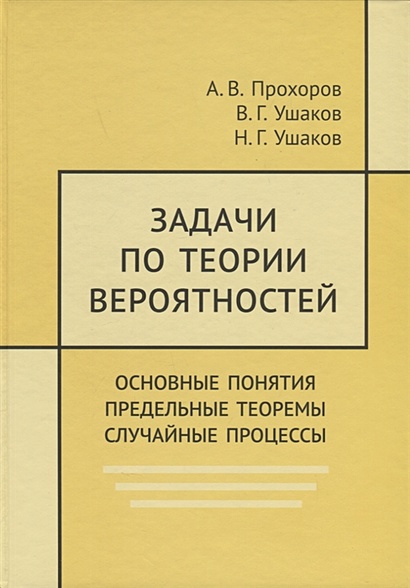 А. В. Прохоров
В. Г. Ушаков
Н. Г. Ушаков
ЗАДАЧИ
ПО ТЕОРИИ
ВЕРОЯТНОСТЕЙ
ОСНОВНЫЕ ПОНЯТИЯ
ПРЕДЕЛЬНЫЕ ТЕОРЕМЫ
СЛУЧАЙНЫЕ ПРОЦЕССЫ